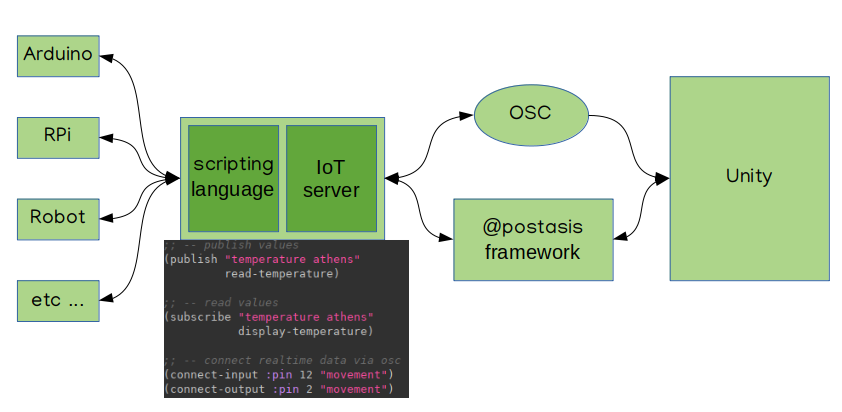 Arduino
RPi
Robot
etc ...
scripting
language
IoT
server
;; -- publish values
(publish "temperature athens"
read-temperature)
;; -- read values
(subscribe "temperature athens"
display-temperature)
;; -- connect realtime data via osc
(connect-input :pin 12 "movement")
(connect-output :pin 2 "movement")
OSC
@postasis
framework
Unity